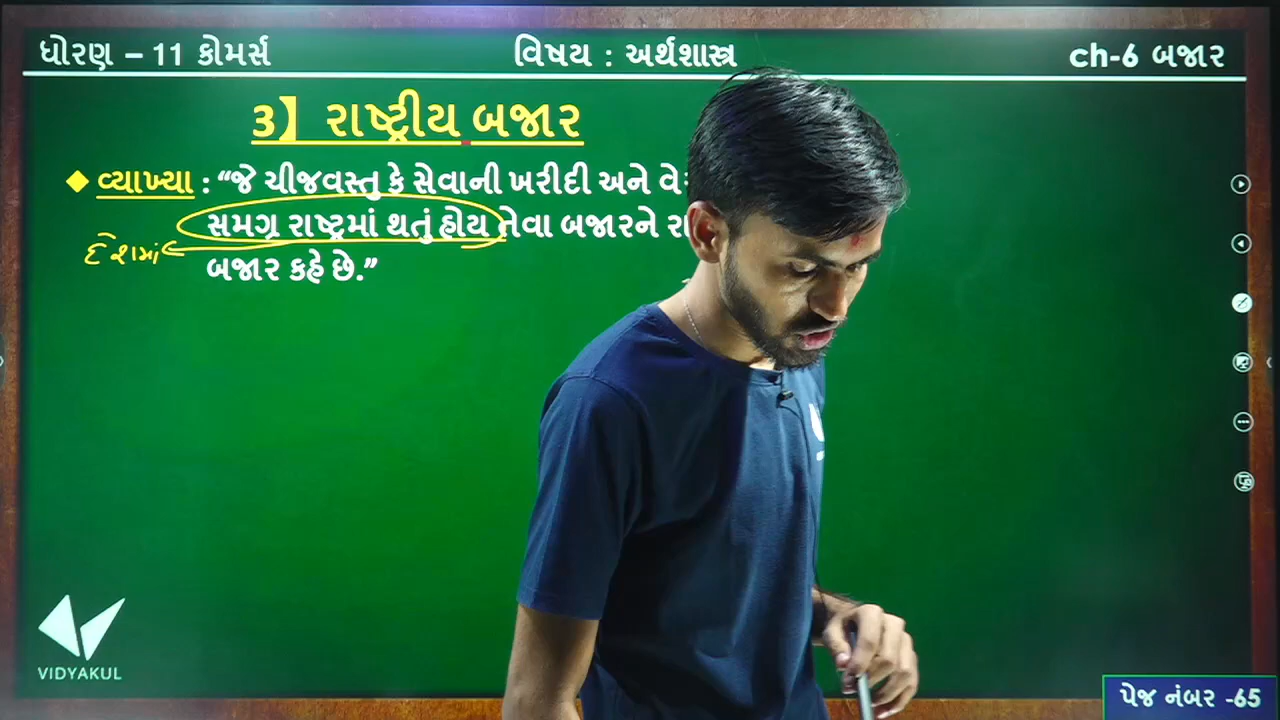 ધોરણ – 11 કોમર્સ વિષય : અર્થશાસ્ત્ર ch-6 બજાર
3】 રાષ્ટ્રીય બજાર
◆ વ્યાખ્યા : “જે ચીજવસ્તુ કે સેવાની ખરીદી અને
સમગ્ર રાષ્ટ્રમાં થતું હોય તેવા બજારને
દેશમાં
બજાર કહે છે.”
VIDYAKUL
પેજ નંબર -65